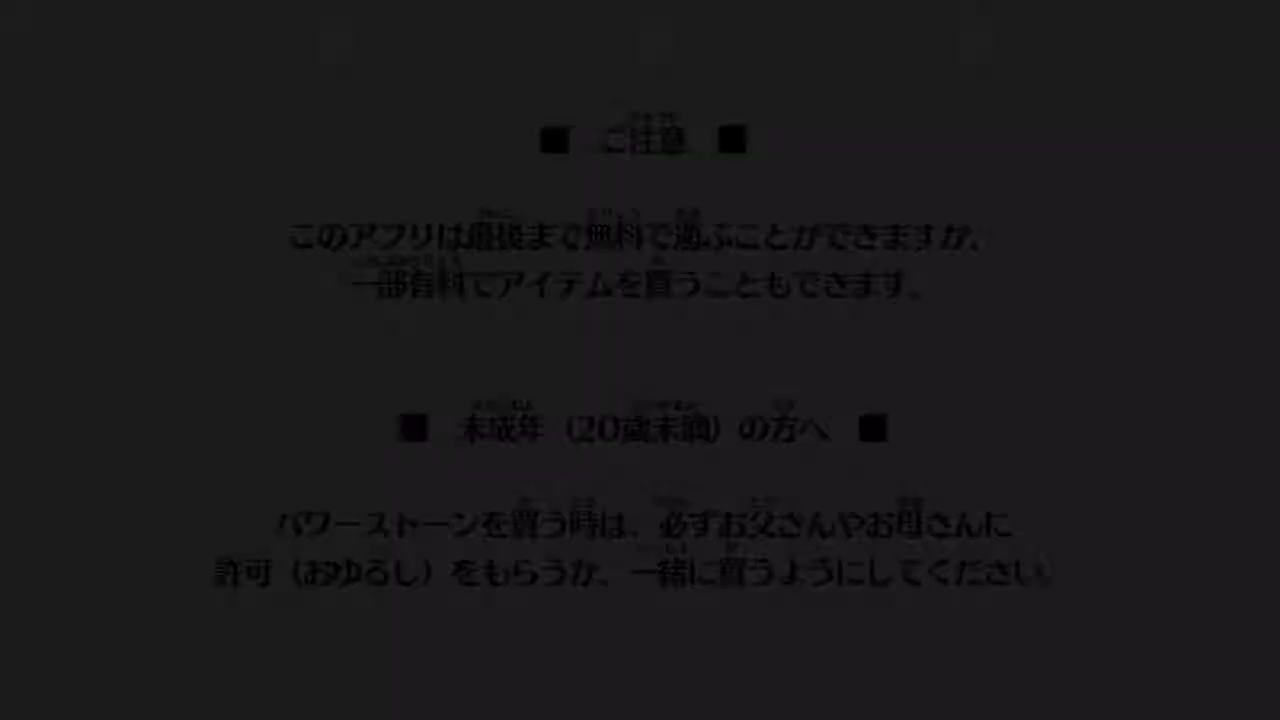 ■ ご注意 ■
このアプリは最後まで無料で遊ぶことができますが、
一部有料でアイテムを買うこともできます。
■ 未成年（20歳未満）の方へ ■
パワーストーンを買う時は、必ずお父さんやお母さんに
許可（おゆるし）をもらうか、一緒に買うようにしてください。